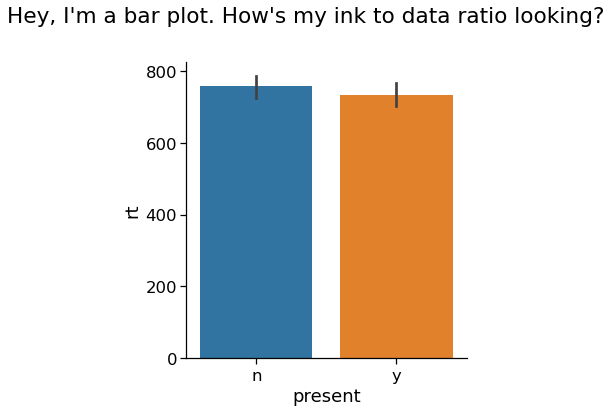 Hey, I'm a bar plot. How's my ink to data ratio looking?
800
600
400
200
0
rt
n y
present